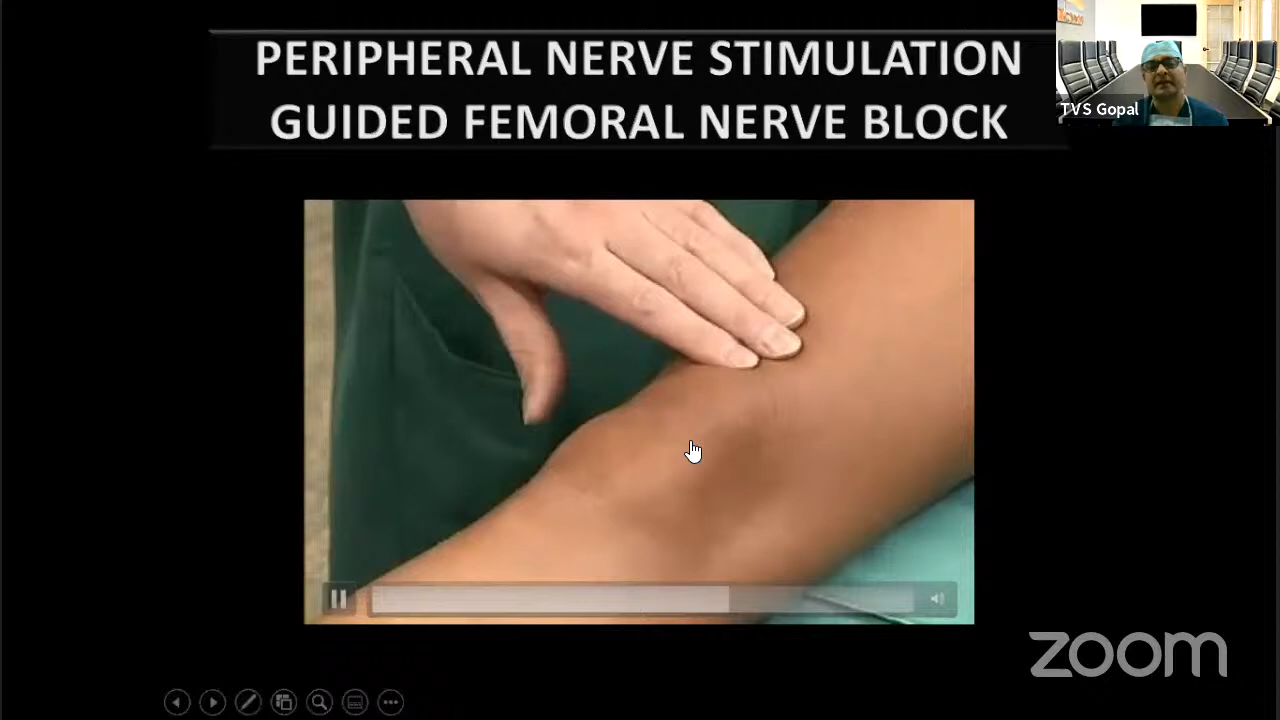 PERIPHERAL NERVE STIMULATION
GUIDED FEMORAL NERVE BLOCK
TVS Gopal
zoom